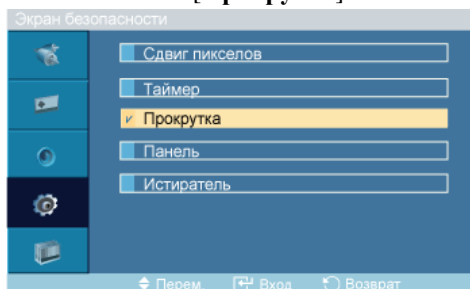 Экран безопасности
Сдвиг пикселов
Таймер
Прокрутка
Панель
Истиратель
Перем. Вход Возврат